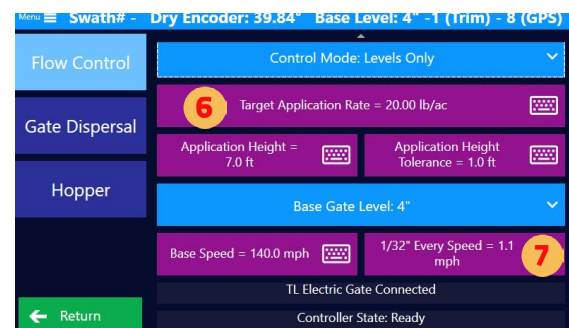 Menu ☰ Swath# - Dry Encoder: 39.84° Base Level: 4" -1 (Trim) - 8 (GPS)
Flow Control
Control Mode: Levels Only
6 Target Application Rate = 20.00 lb/ac
Gate Dispersal
Application Height =
7.0 ft
Application Height
Tolerance = 1.0 ft
Hopper
Base Gate Level: 4"
Base Speed = 140.0 mph
1/32" Every Speed = 1.1
mph
7
TL Electric Gate Connected
← Return
Controller State: Ready